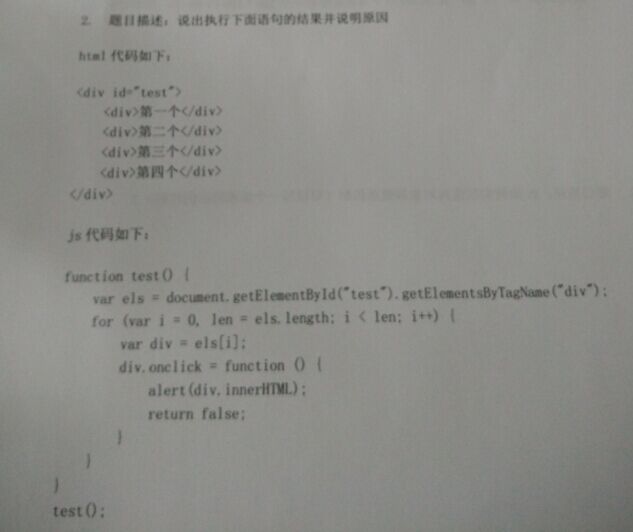 2. 题目描述：说出执行下面语句的结果并说明原因
html 代码如下：
<div id="test">
<div>第一个</div>
<div>第二个</div>
<div>第三个</div>
<div>第四个</div>
</div>
js 代码如下：
function test() {
var els = document.getElementById("test").getElementsByTagName("div");
for (var i = 0, len = els.length; i < len; i++) {
var div = els[i];
div.onclick = function () {
alert(div.innerHTML);
return false;
}
}
}
test();